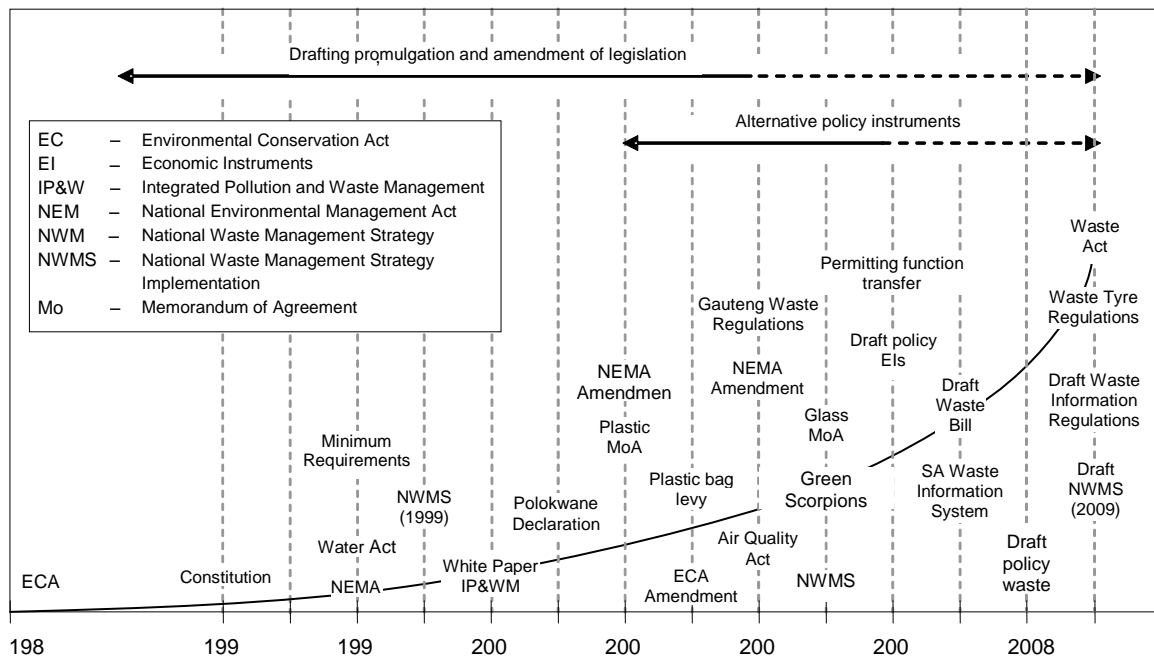 Drafting promulgation and amendment of legislation
Alternative policy instruments
EC – Environmental Conservation Act
EI – Economic Instruments
IP&W – Integrated Pollution and Waste Management
NEM – National Environmental Management Act
NWM – National Waste Management Strategy
NWMS – National Waste Management Strategy
Implementation
Mo – Memorandum of Agreement
Waste
Act
Permitting function
transfer
Gauteng Waste
Regulations
Waste Tyre
Regulations
Draft policy
EIs
NEMA
Amendmen
NEMA
Amendment
Draft
Waste
Bill
Draft Waste
Information
Regulations
Plastic
MoA
Glass
MoA
Minimum
Requirements
NWMS
(1999)
Polokwane
Declaration
Plastic bag
levy
Green
Scorpions
SA Waste
Information
System
Draft
NWMS
(2009)
Water Act
Air Quality
Act
ECA
Constitution
NEMA
White Paper
IP&WM
ECA
Amendment
NWMS
Draft
policy
waste
198 199 199 200 200 200 200 2008